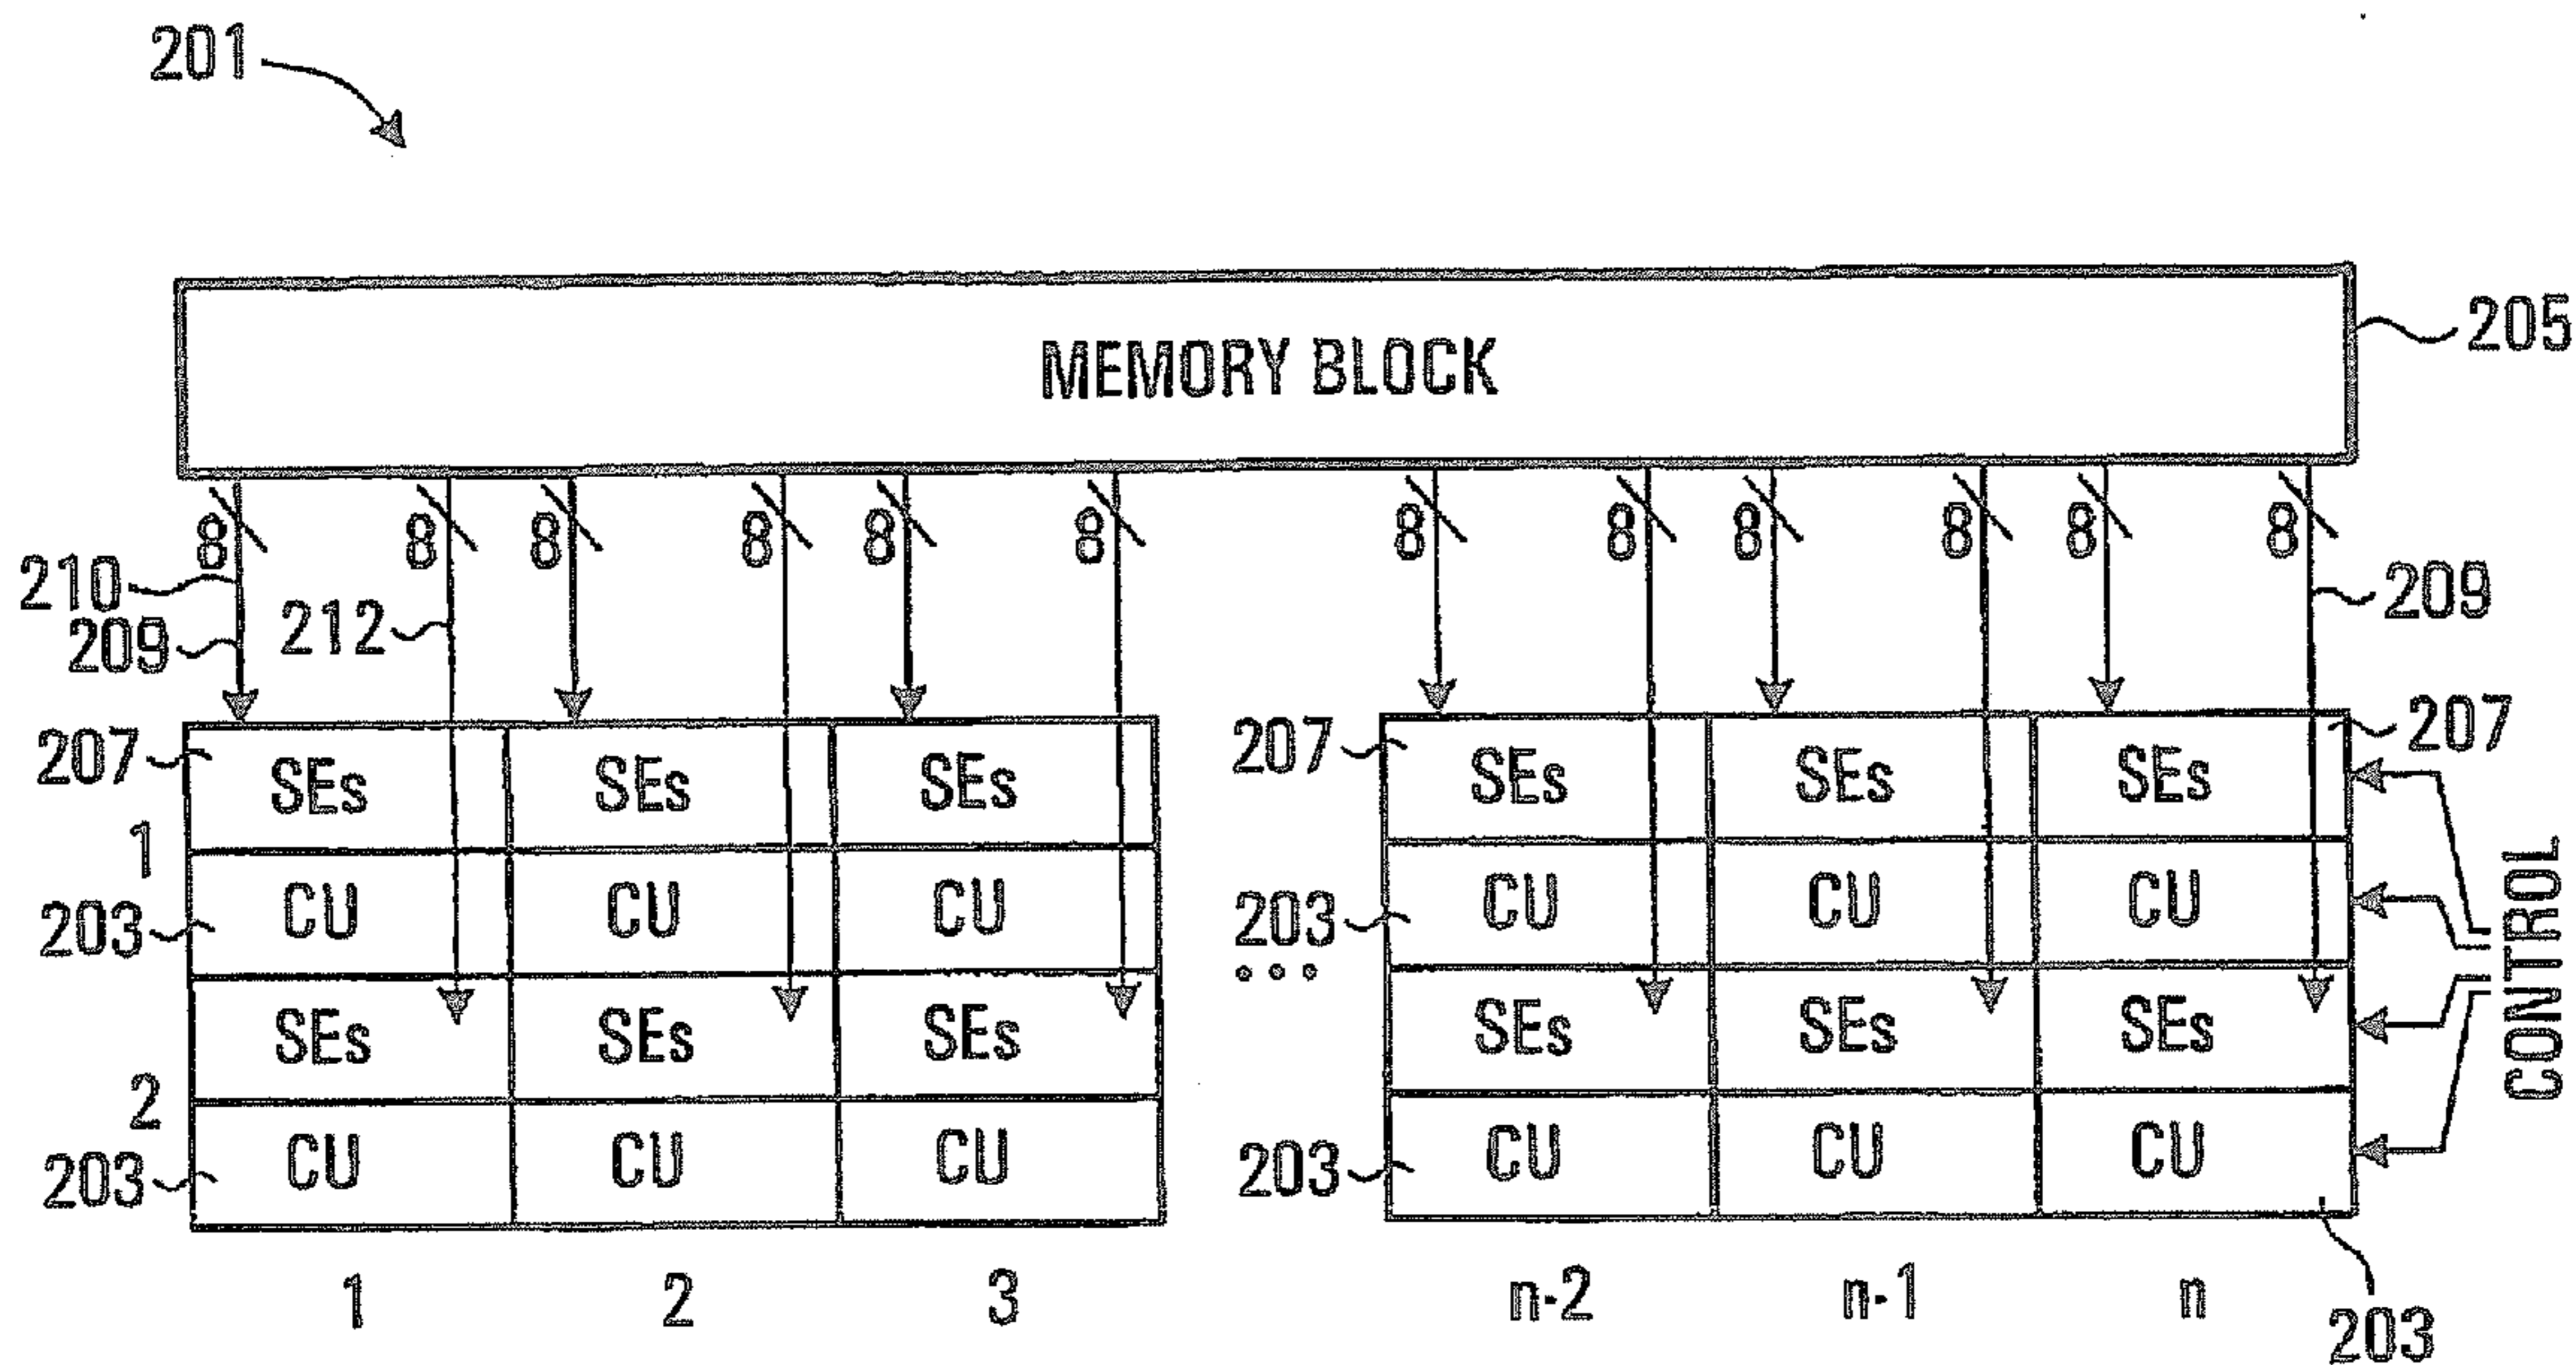 201
MEMORY BLOCK
205
8 8 8 8 8 8 8 8 8 8 8 8
210
209
212
209
207
SEs SEs SEs
207
SEs SEs SEs
207
1
203
CU CU CU
203
CU CU CU
...
SEs SEs SEs
SEs SEs SEs
2
203
CU CU CU
203
CU CU CU
CONTROL
1 2 3
n-2 n-1 n
203